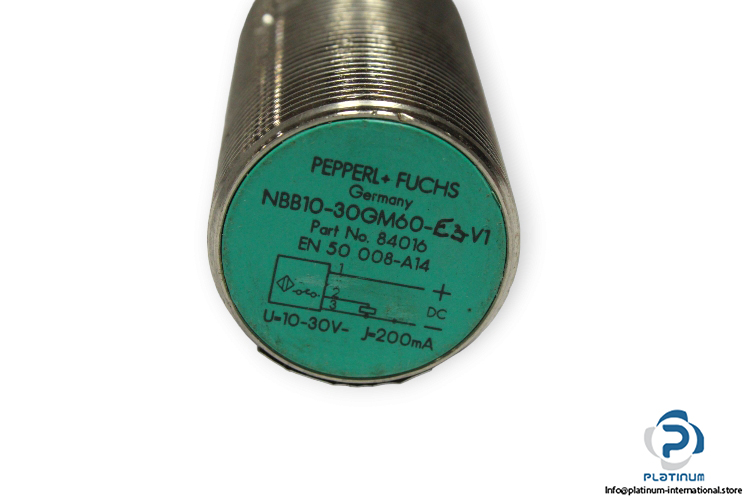 PEPPERL+ FUCHS
Germany
NBB10-30GM60-E3-V1
Part No. 84016
EN 50 008-A14
1
+
2
DC
3
−
U=10-30V- J=200mA
P
PLATINUM
Info@platinum-international.store